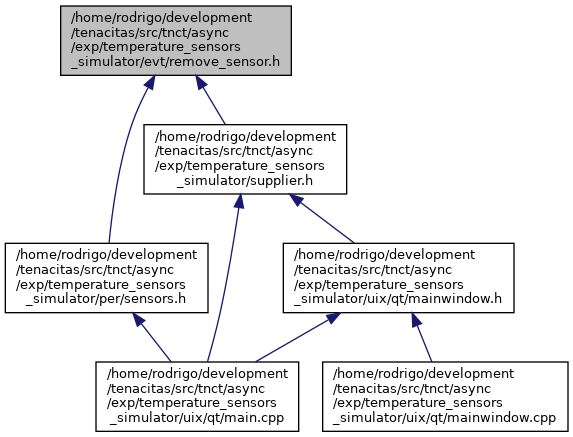 /home/rodrigo/development
/tenacitas/src/tnct/async
/exp/temperature_sensors
_simulator/evt/remove_sensor.h
/home/rodrigo/development
/tenacitas/src/tnct/async
/exp/temperature_sensors
_simulator/supplier.h
/home/rodrigo/development
/tenacitas/src/tnct/async
/exp/temperature_sensors
_simulator/per/sensors.h
/home/rodrigo/development
/tenacitas/src/tnct/async
/exp/temperature_sensors
_simulator/uix/qt/mainwindow.h
/home/rodrigo/development
/tenacitas/src/tnct/async
/exp/temperature_sensors
_simulator/uix/qt/main.cpp
/home/rodrigo/development
/tenacitas/src/tnct/async
/exp/temperature_sensors
_simulator/uix/qt/mainwindow.cpp